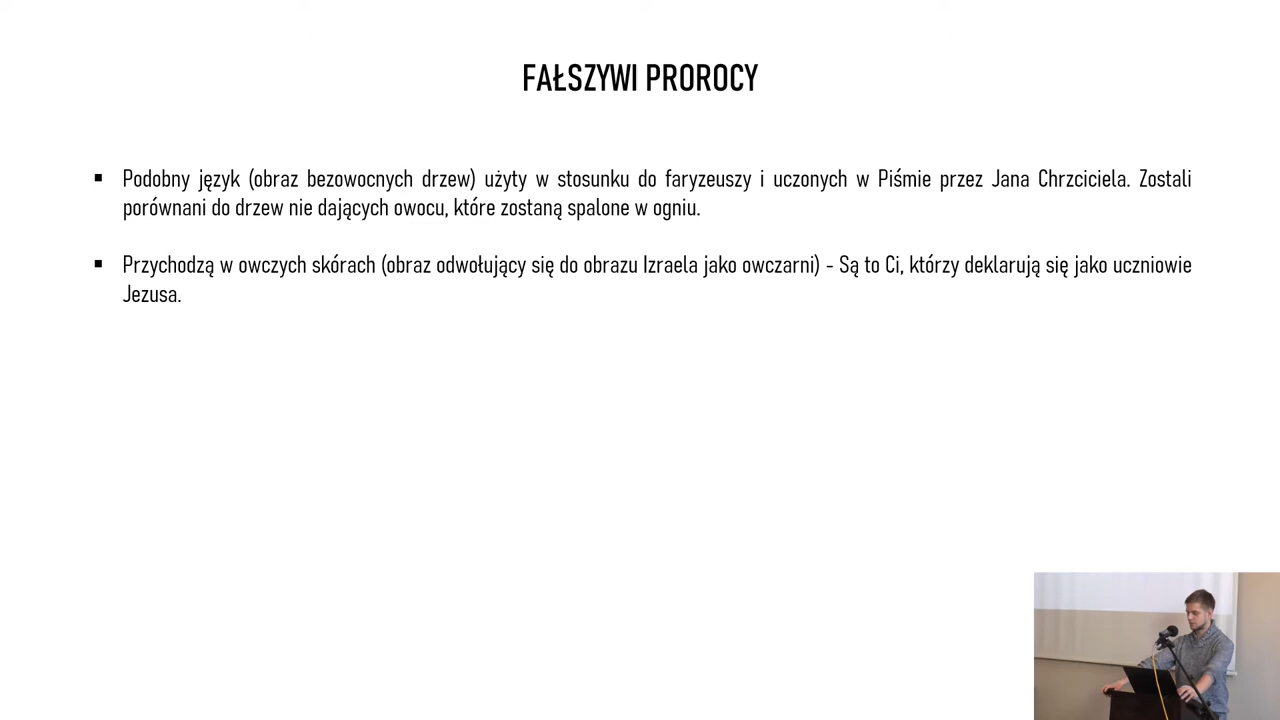 FAŁSZYWI PROROCY
▪ Podobny język (obraz bezowocnych drzew) użyty w stosunku do faryzeuszy i uczonych w Piśmie przez Jana Chrzciciela. Zostali
porównani do drzew nie dających owocu, które zostaną spalone w ogniu.
▪ Przychodzą w owczych skórach (obraz odwołujący się do obrazu Izraela jako owczarni) - Są to Ci, którzy deklarują się jako uczniowie
Jezusa.